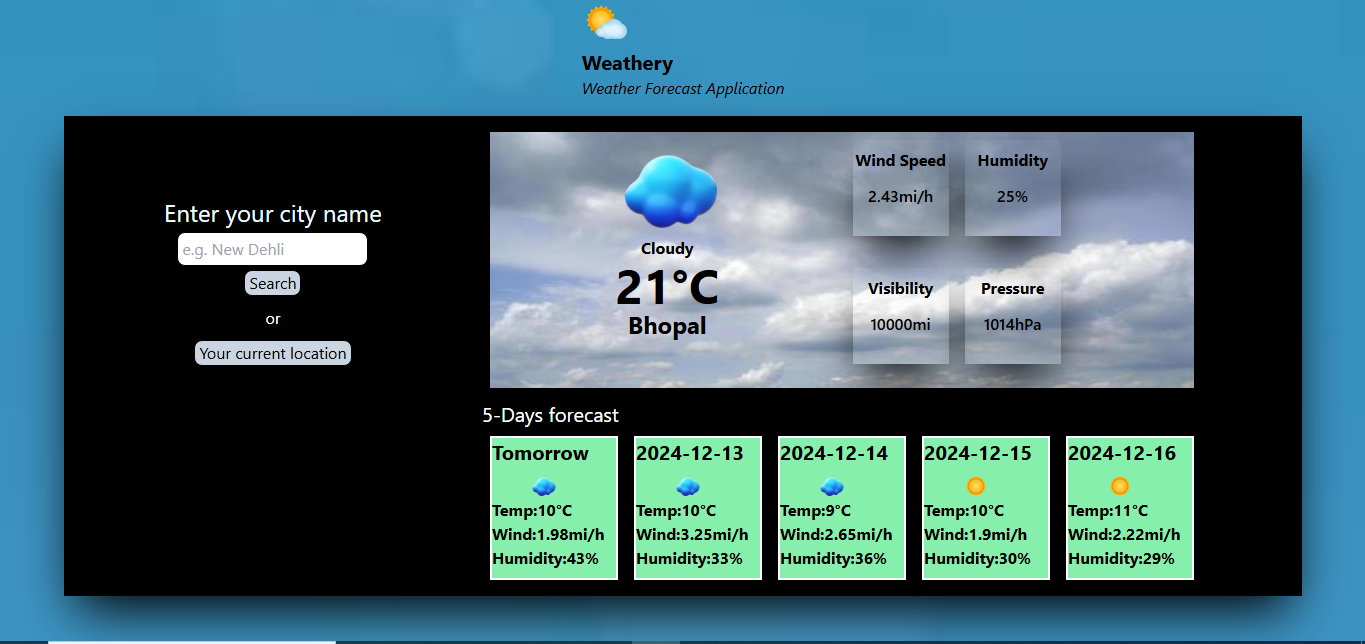 Weathery
Weather Forecast Application
Enter your city name
e.g. New Dehli
Search
or
Your current location
Cloudy
21°C
Bhopal
Wind Speed
2.43mi/h
Humidity
25%
Visibility
10000mi
Pressure
1014hPa
5-Days forecast
Tomorrow
Temp:10°C
Wind:1.98mi/h
Humidity:43%
2024-12-13
Temp:10°C
Wind:3.25mi/h
Humidity:33%
2024-12-14
Temp:9°C
Wind:2.65mi/h
Humidity:36%
2024-12-15
Temp:10°C
Wind:1.9mi/h
Humidity:30%
2024-12-16
Temp:11°C
Wind:2.22mi/h
Humidity:29%